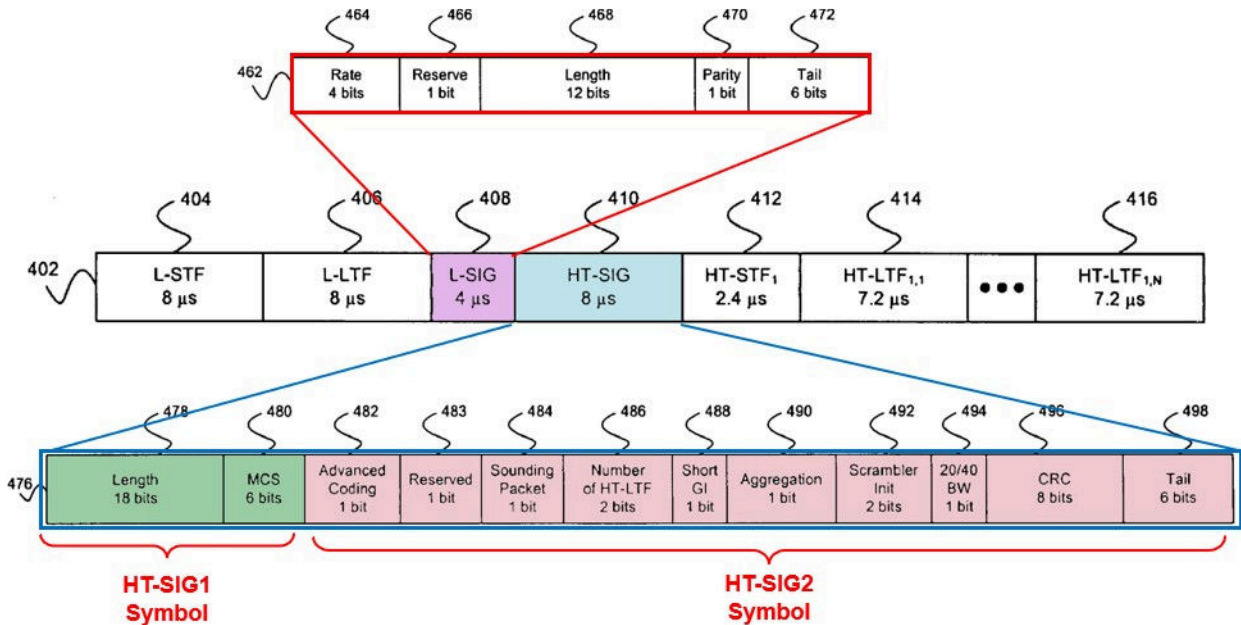 464 466 468 470 472
462
Rate Reserve Length Parity Tail
4 bits 1 bit 12 bits 1 bit 6 bits
404 406 408 410 412 414 416
402
L-STF L-LTF L-SIG HT-SIG HT-STF1 HT-LTF1,1 ●●● HT-LTF1,N
8 μs 8 μs 4 μs 8 μs 2.4 μs 7.2 μs 7.2 μs
478 480 482 483 484 486 488 490 492 494 496 498
476
Length MCS Advanced Coding Reserved Sounding Packet Number of HT-LTF Short GI Aggregation Scrambler Init 20/40 BW CRC Tail
18 bits 6 bits 1 bit 1 bit 1 bit 2 bits 1 bit 1 bit 2 bits 1 bit 8 bits 6 bits
HT-SIG1 HT-SIG2
Symbol Symbol